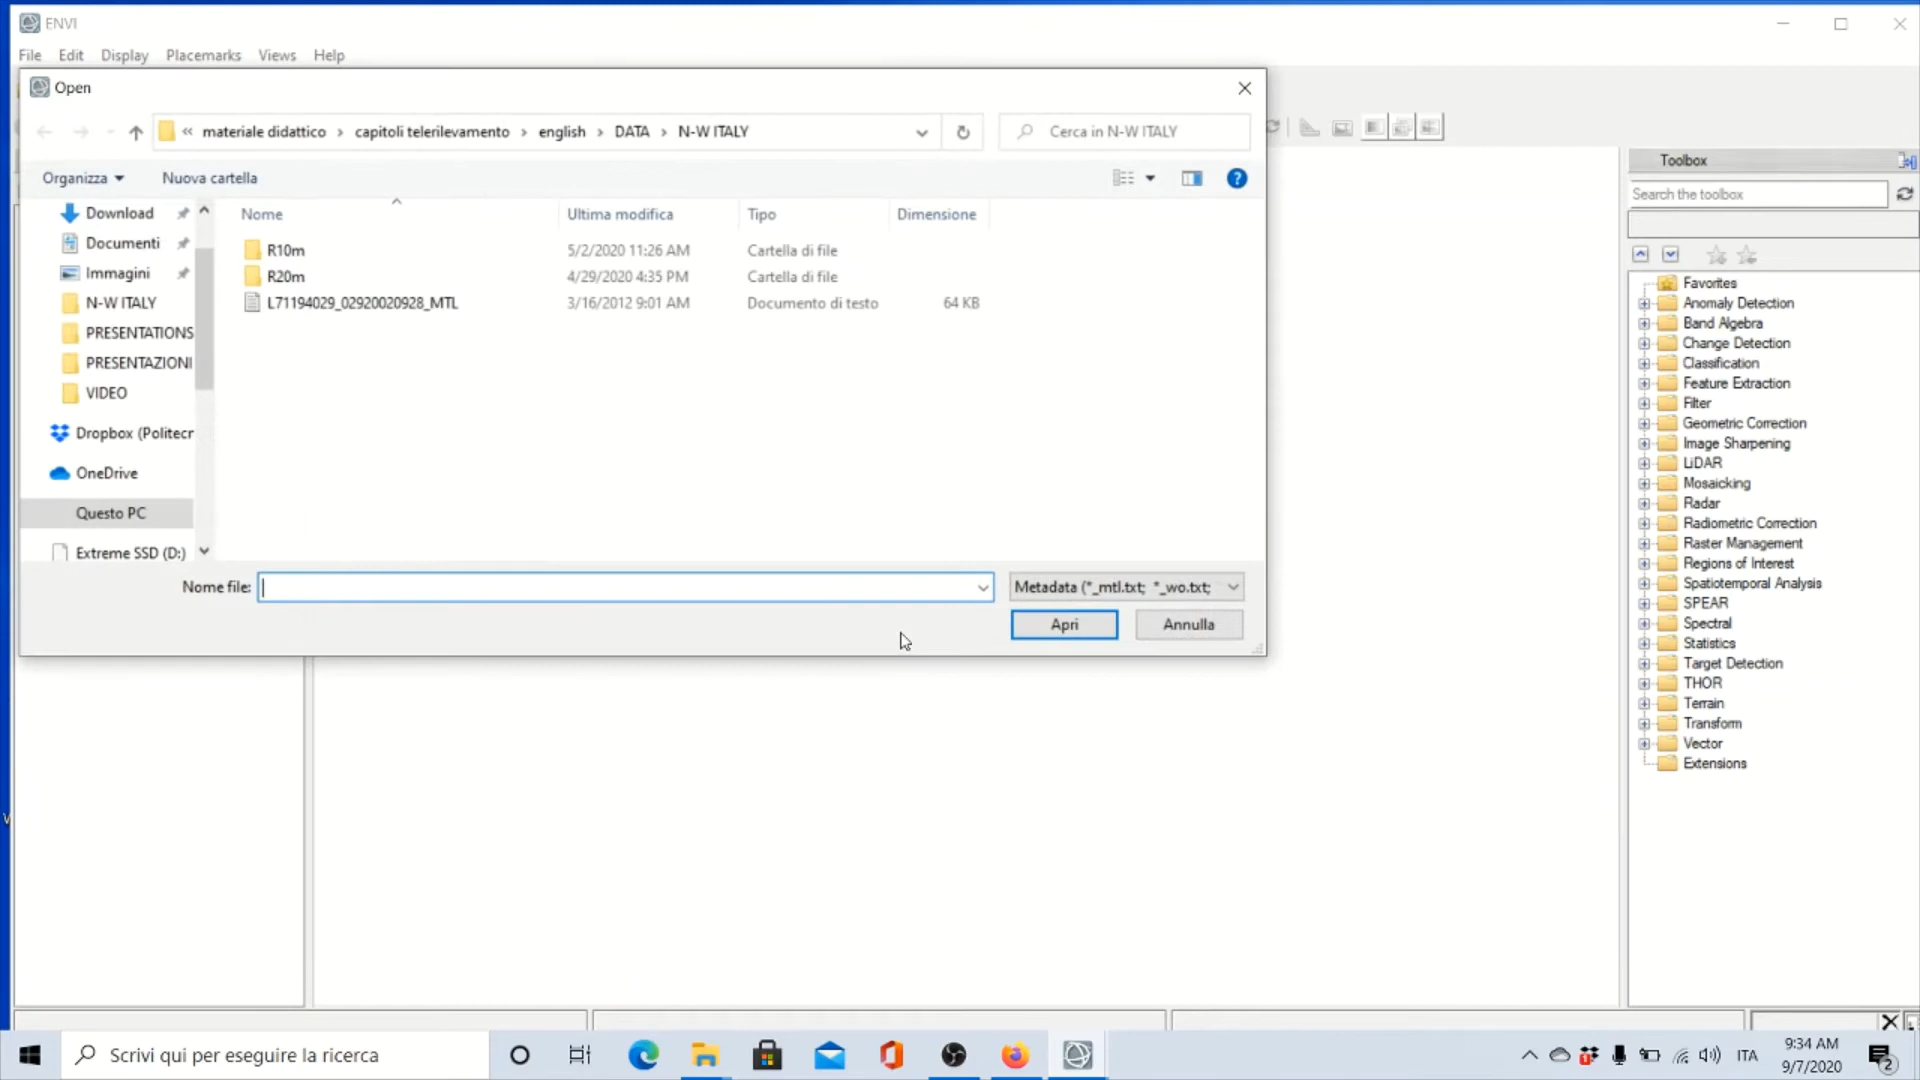 ENVI
File Edit Display Placemarks Views Help
Open
« materiale didattico › capitoli telerilevamento › english › DATA › N-W ITALY
Cerca in N-W ITALY
Organizza
Nuova cartella
Nome
Ultima modifica
Tipo
Dimensione
R10m 5/2/2020 11:26 AM Cartella di file
R20m 4/29/2020 4:35 PM Cartella di file
L71194029_02920020928_MTL 3/16/2012 9:01 AM Documento di testo 64 KB
Download
Documenti
Immagini
N-W ITALY
PRESENTATIONS
PRESENTAZIONI
VIDEO
Dropbox (Politecr
OneDrive
Questo PC
Extreme SSD (D:)
Nome file:
Metadata (*_mtl.txt; *_wo.txt;
Apri
Annulla
Toolbox
Search the toolbox
Favorites
Anomaly Detection
Band Algebra
Change Detection
Classification
Feature Extraction
Filter
Geometric Correction
Image Sharpening
LiDAR
Mosaicking
Radar
Radiometric Correction
Raster Management
Regions of Interest
Spatiotemporal Analysis
SPEAR
Spectral
Statistics
Target Detection
THOR
Terrain
Transform
Vector
Extensions
Scrivi qui per eseguire la ricerca
ITA
9:34 AM
9/7/2020
2